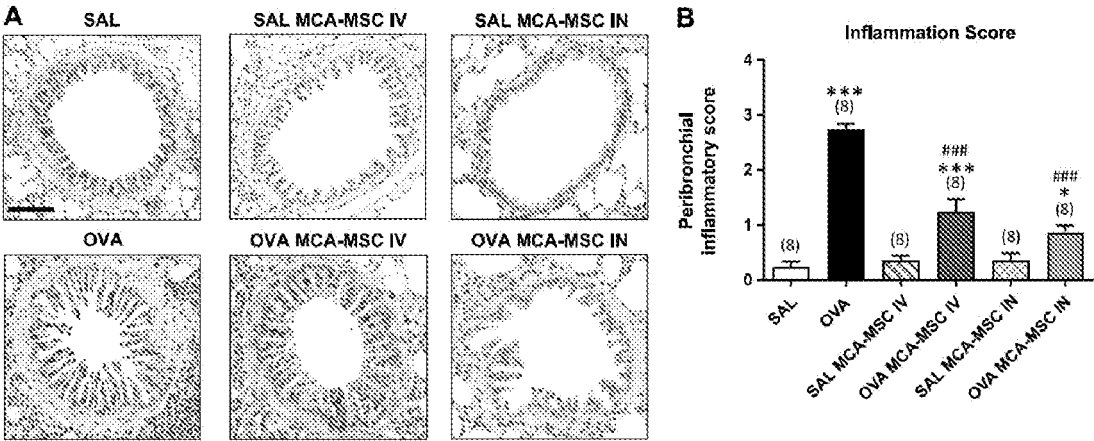 A
SAL
SAL MCA-MSC IV
SAL MCA-MSC IN
OVA
OVA MCA-MSC IV
OVA MCA-MSC IN
B
Inflammation Score
Peribronchial
inflammatory score
4
3
2
1
0
(8)
***
(8)
(8)
###
***
(8)
(8)
###
*
(8)
SAL
OVA
SAL MCA-MSC IV
OVA MCA-MSC IV
SAL MCA-MSC IN
OVA MCA-MSC IN